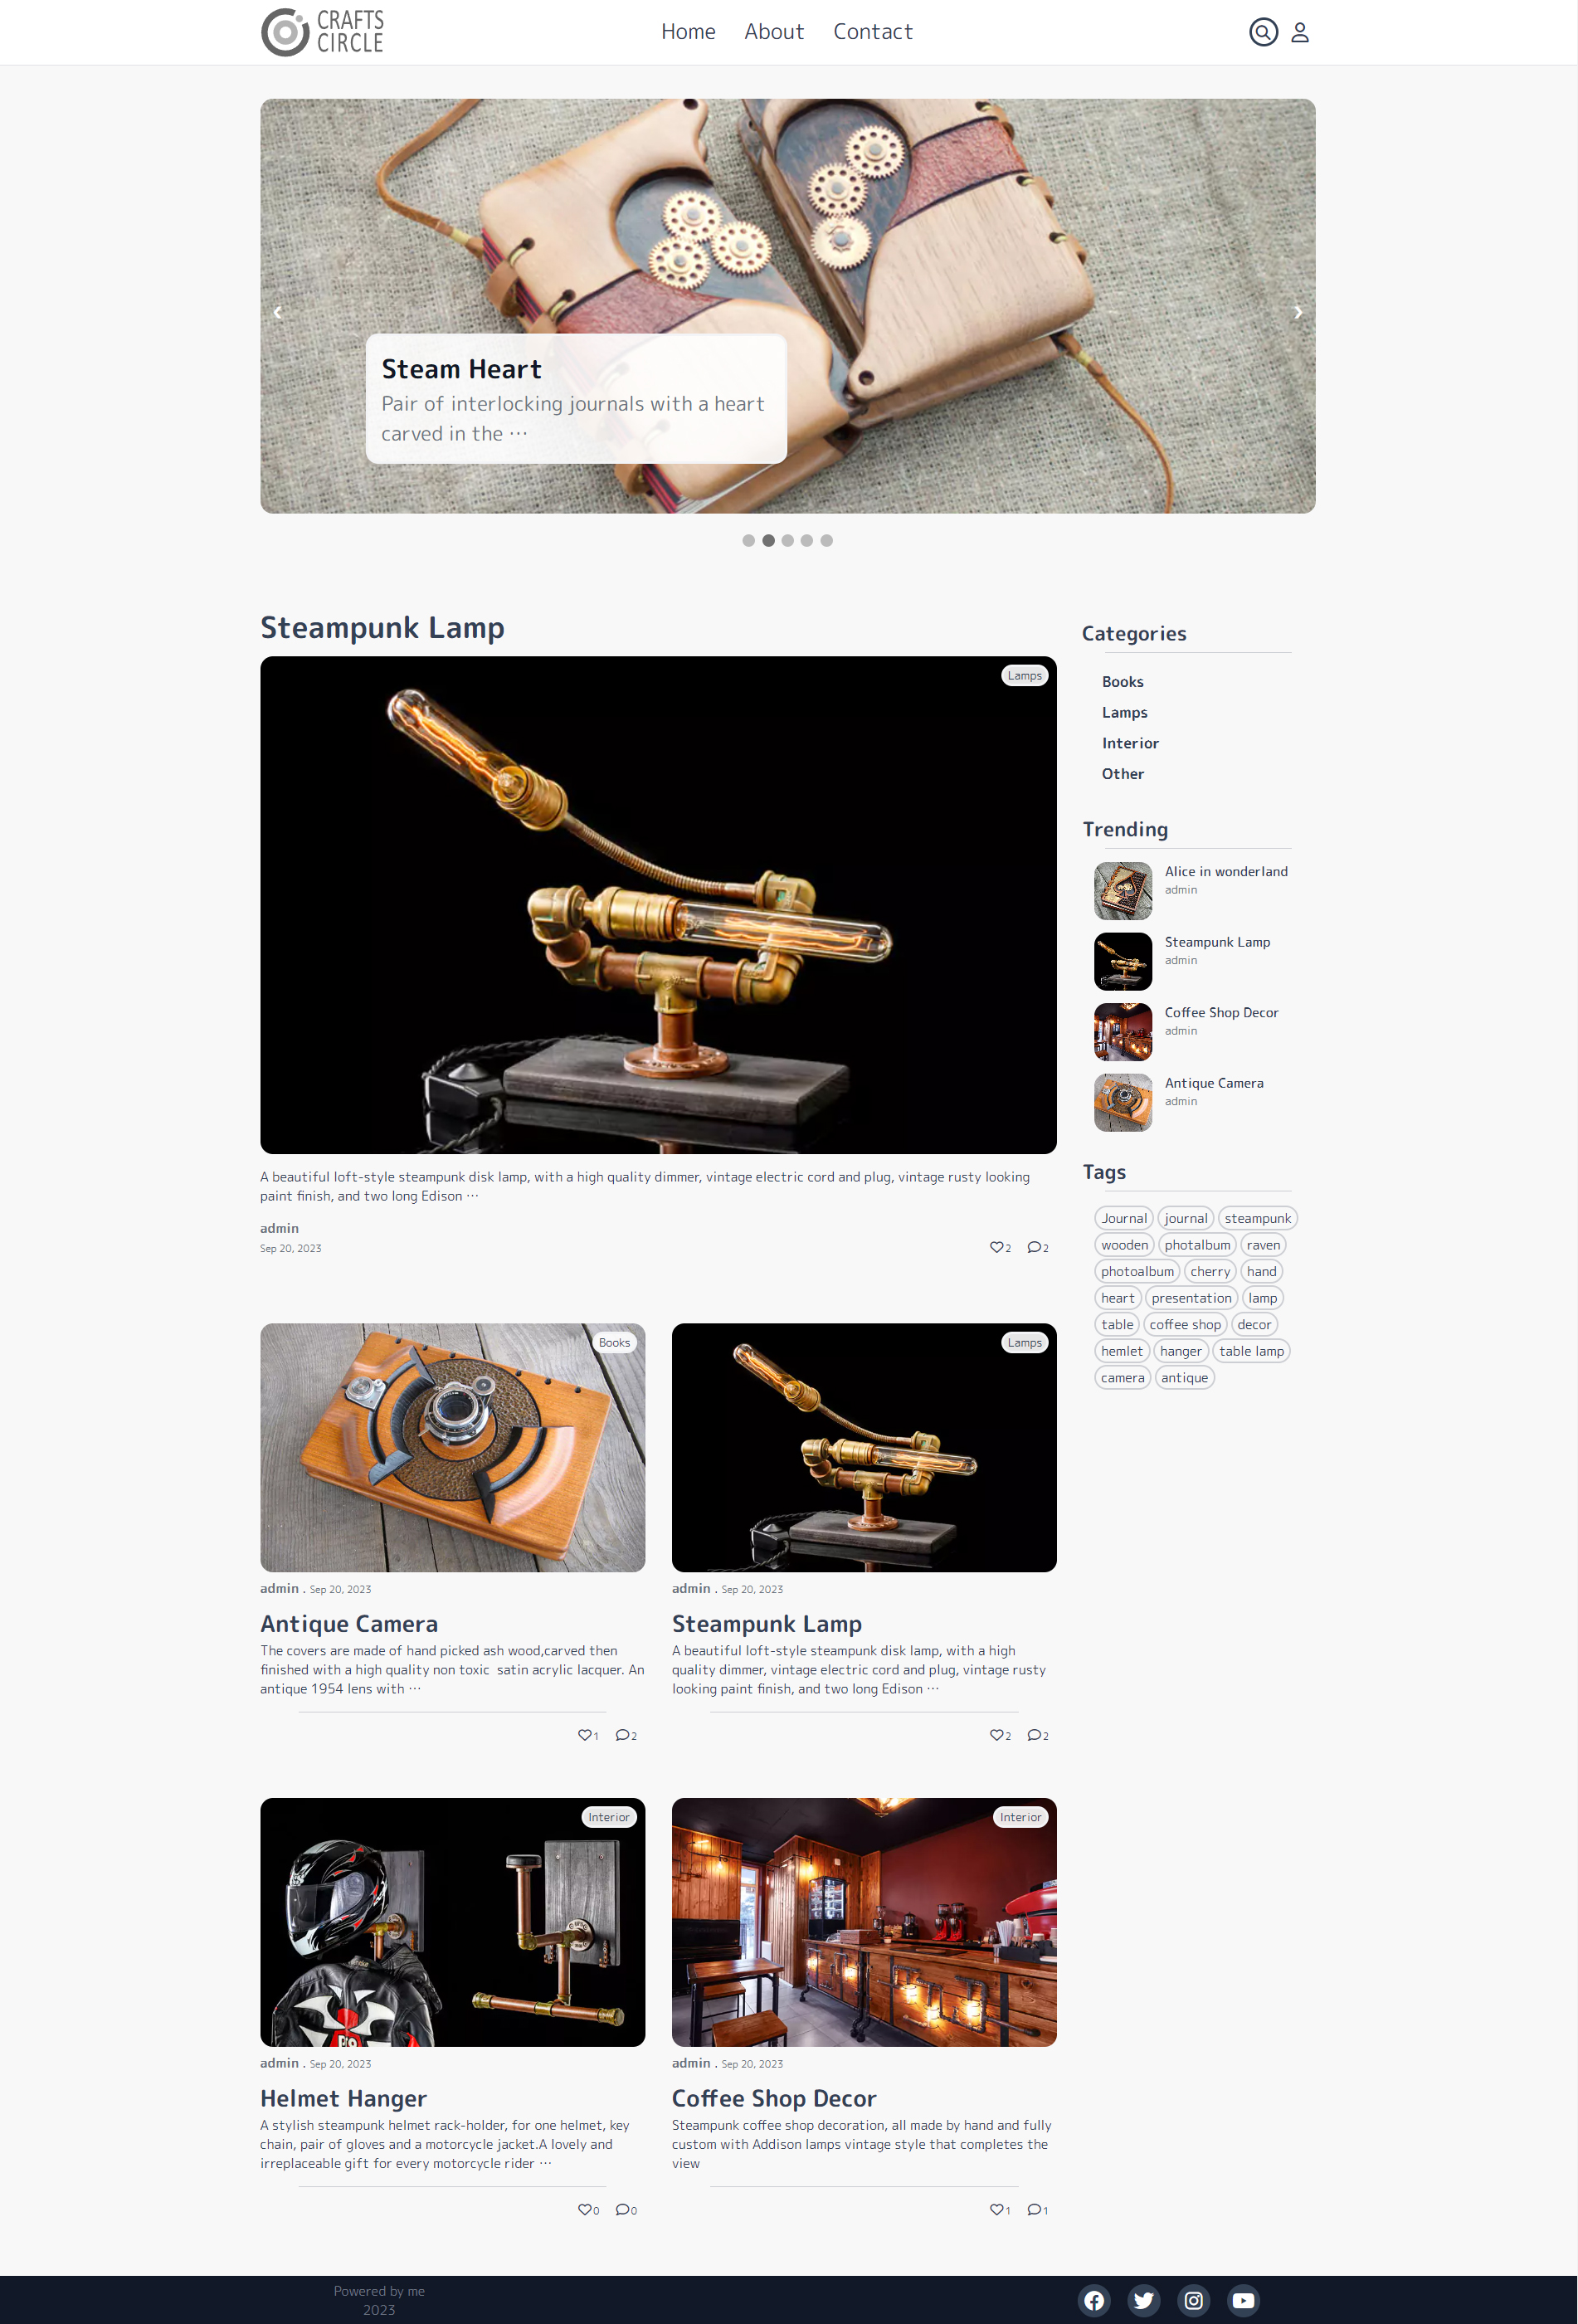 CRAFTS
CIRCLE
Home About Contact
Steam Heart
Pair of interlocking journals with a heart
carved in the ···
Steampunk Lamp
Lamps
A beautiful loft-style steampunk disk lamp, with a high quality dimmer, vintage electric cord and plug, vintage rusty looking
paint finish, and two long Edison ···
admin
Sep 20, 2023
2 2
Books
admin . Sep 20, 2023
Antique Camera
The covers are made of hand picked ash wood,carved then
finished with a high quality non toxic  satin acrylic lacquer. An
antique 1954 lens with ···
1 2
Lamps
admin . Sep 20, 2023
Steampunk Lamp
A beautiful loft-style steampunk disk lamp, with a high
quality dimmer, vintage electric cord and plug, vintage rusty
looking paint finish, and two long Edison ···
2 2
Interior
admin . Sep 20, 2023
Helmet Hanger
A stylish steampunk helmet rack-holder, for one helmet, key
chain, pair of gloves and a motorcycle jacket.A lovely and
irreplaceable gift for every motorcycle rider ···
0 0
Interior
admin . Sep 20, 2023
Coffee Shop Decor
Steampunk coffee shop decoration, all made by hand and fully
custom with Addison lamps vintage style that completes the
view
1 1
Categories
Books
Lamps
Interior
Other
Trending
Alice in wonderland
admin
Steampunk Lamp
admin
Coffee Shop Decor
admin
Antique Camera
admin
Tags
Journal journal steampunk
wooden photalbum raven
photoalbum cherry hand
heart presentation lamp
table coffee shop decor
hemlet hanger table lamp
camera antique
Powered by me
2023